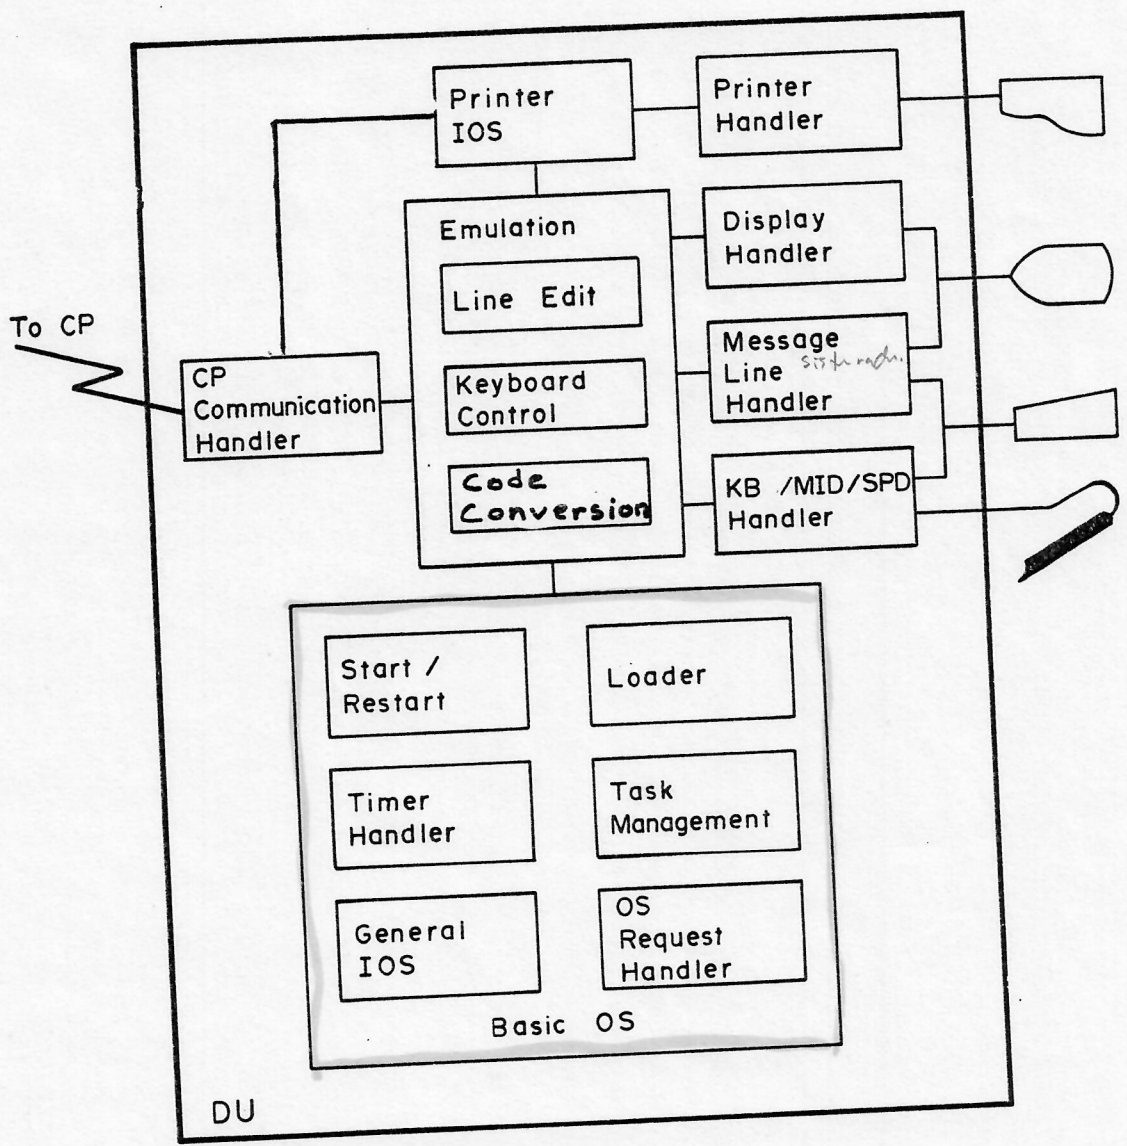 Printer
IOS
Printer
Handler
Emulation
Line Edit
Keyboard
Control
Code
Conversion
Display
Handler
Message
Line
Handler
KB /MID/SPD
Handler
To CP
CP
Communication
Handler
Start /
Restart
Loader
Timer
Handler
Task
Management
General
IOS
OS
Request
Handler
Basic OS
DU